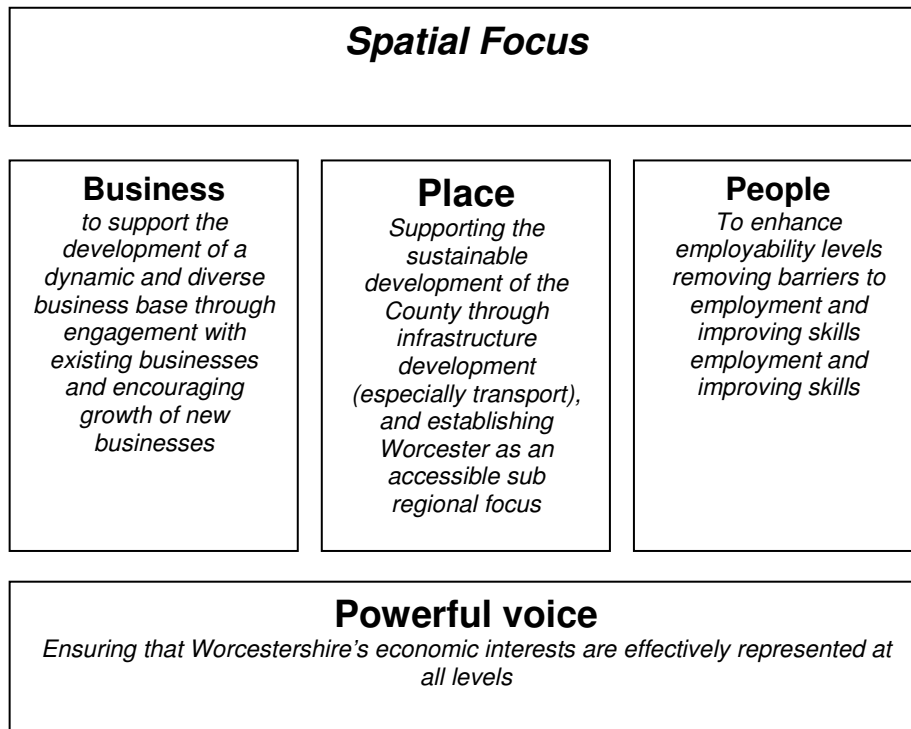 Spatial Focus
Business
to support the
development of a
dynamic and diverse
business base through
engagement with
existing businesses
and encouraging
growth of new
businesses
Place
Supporting the
sustainable
development of the
County through
infrastructure
development
(especially transport),
and establishing
Worcester as an
accessible sub
regional focus
People
To enhance
employability levels
removing barriers to
employment and
improving skills
employment and
improving skills
Powerful voice
Ensuring that Worcestershire’s economic interests are effectively represented at
all levels